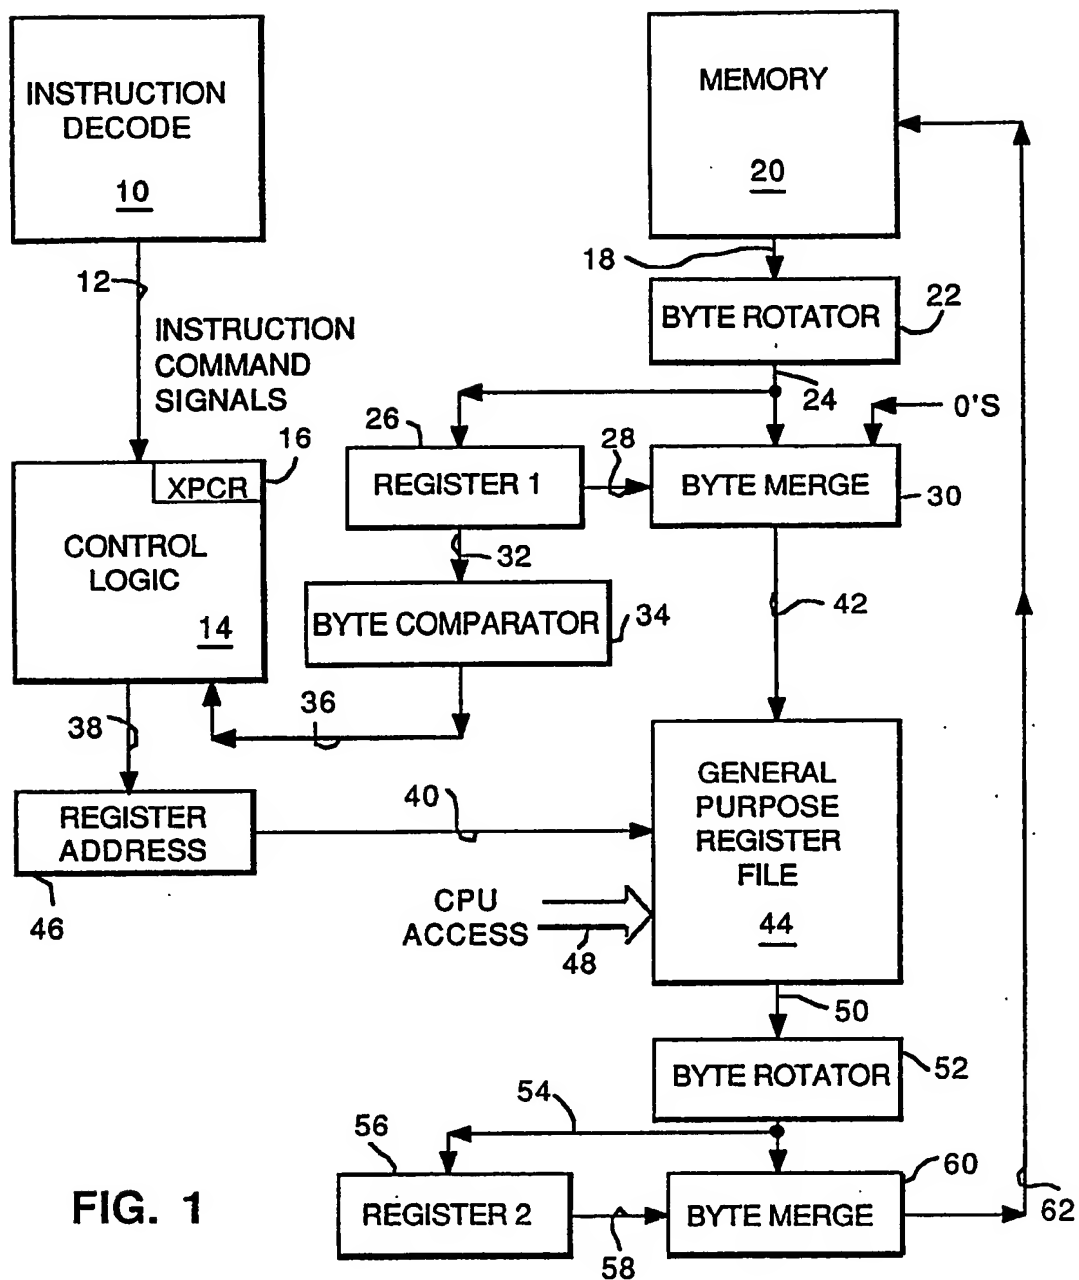 INSTRUCTION
DECODE
10
MEMORY
20
12
18
BYTE ROTATOR
22
INSTRUCTION
COMMAND
SIGNALS
24
0'S
26
28
16
XPCR
REGISTER 1
BYTE MERGE
30
CONTROL
LOGIC
14
32
BYTE COMPARATOR
34
42
36
38
REGISTER
ADDRESS
46
40
GENERAL
PURPOSE
REGISTER
FILE
44
CPU
ACCESS
48
50
BYTE ROTATOR
52
54
56
REGISTER 2
58
BYTE MERGE
60
62
FIG. 1